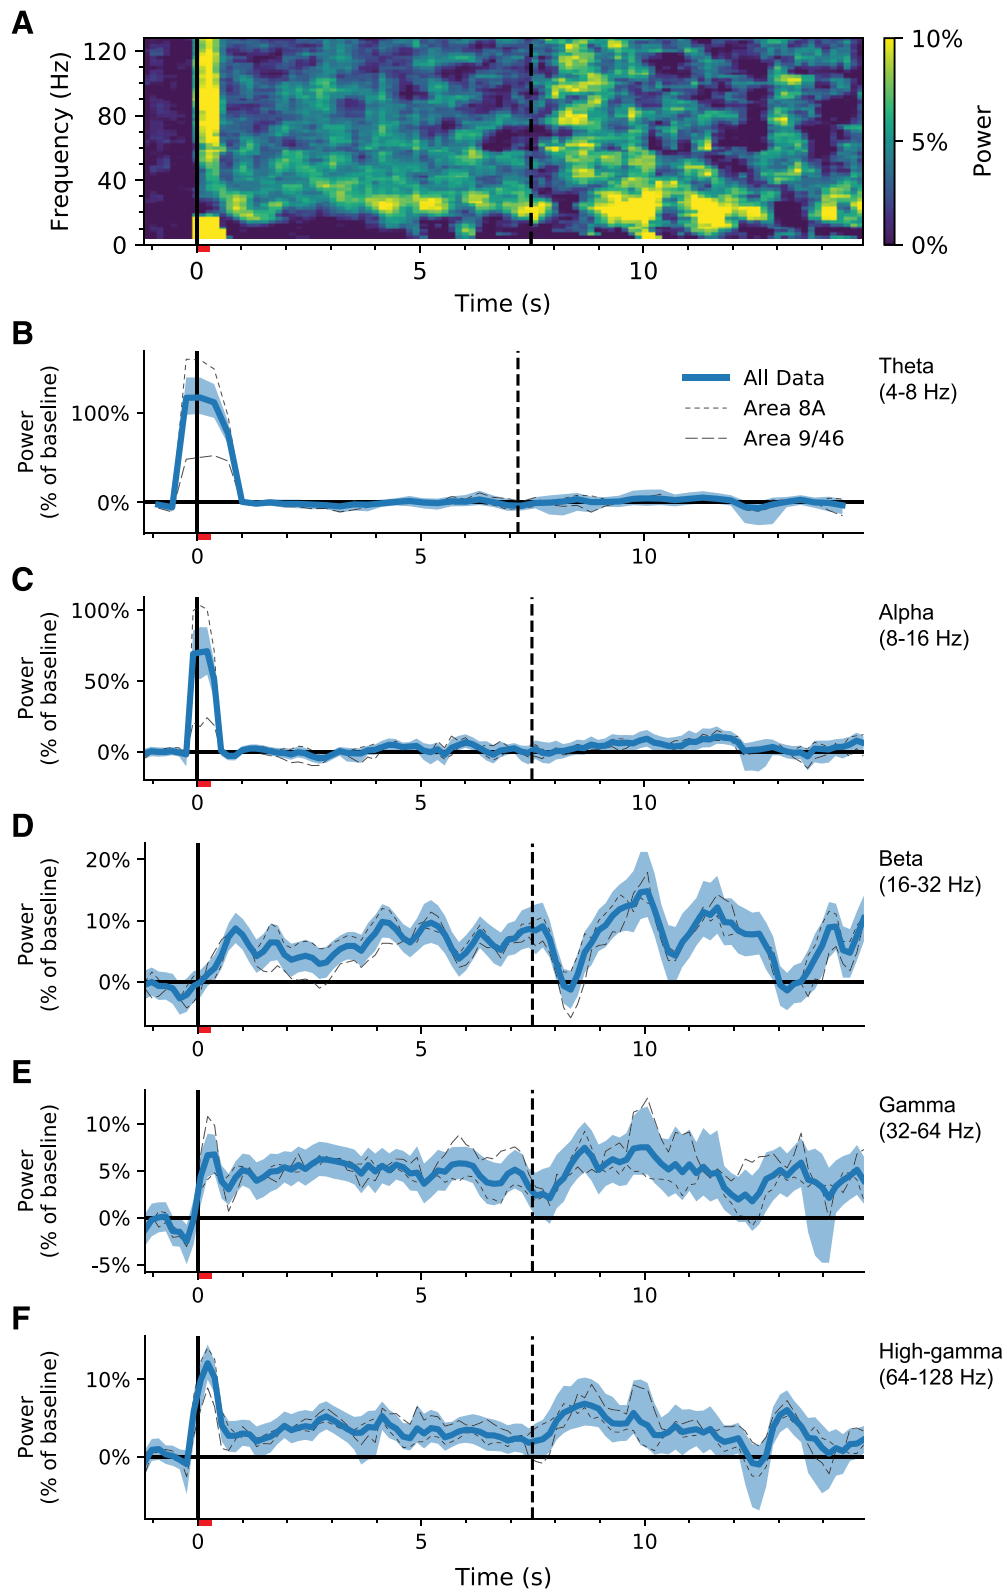 A
120
80
40
0
Frequency (Hz)
0
5
10
Time (s)
10%
5%
0%
Power
B
Theta
(4-8 Hz)
100%
0%
Power
(% of baseline)
All Data
Area 8A
Area 9/46
0
5
10
C
Alpha
(8-16 Hz)
100%
50%
0%
Power
(% of baseline)
0
5
10
D
Beta
(16-32 Hz)
20%
10%
0%
Power
(% of baseline)
0
5
10
E
Gamma
(32-64 Hz)
10%
5%
0%
-5%
Power
(% of baseline)
0
5
10
F
High-gamma
(64-128 Hz)
10%
0%
Power
(% of baseline)
0
5
10
Time (s)